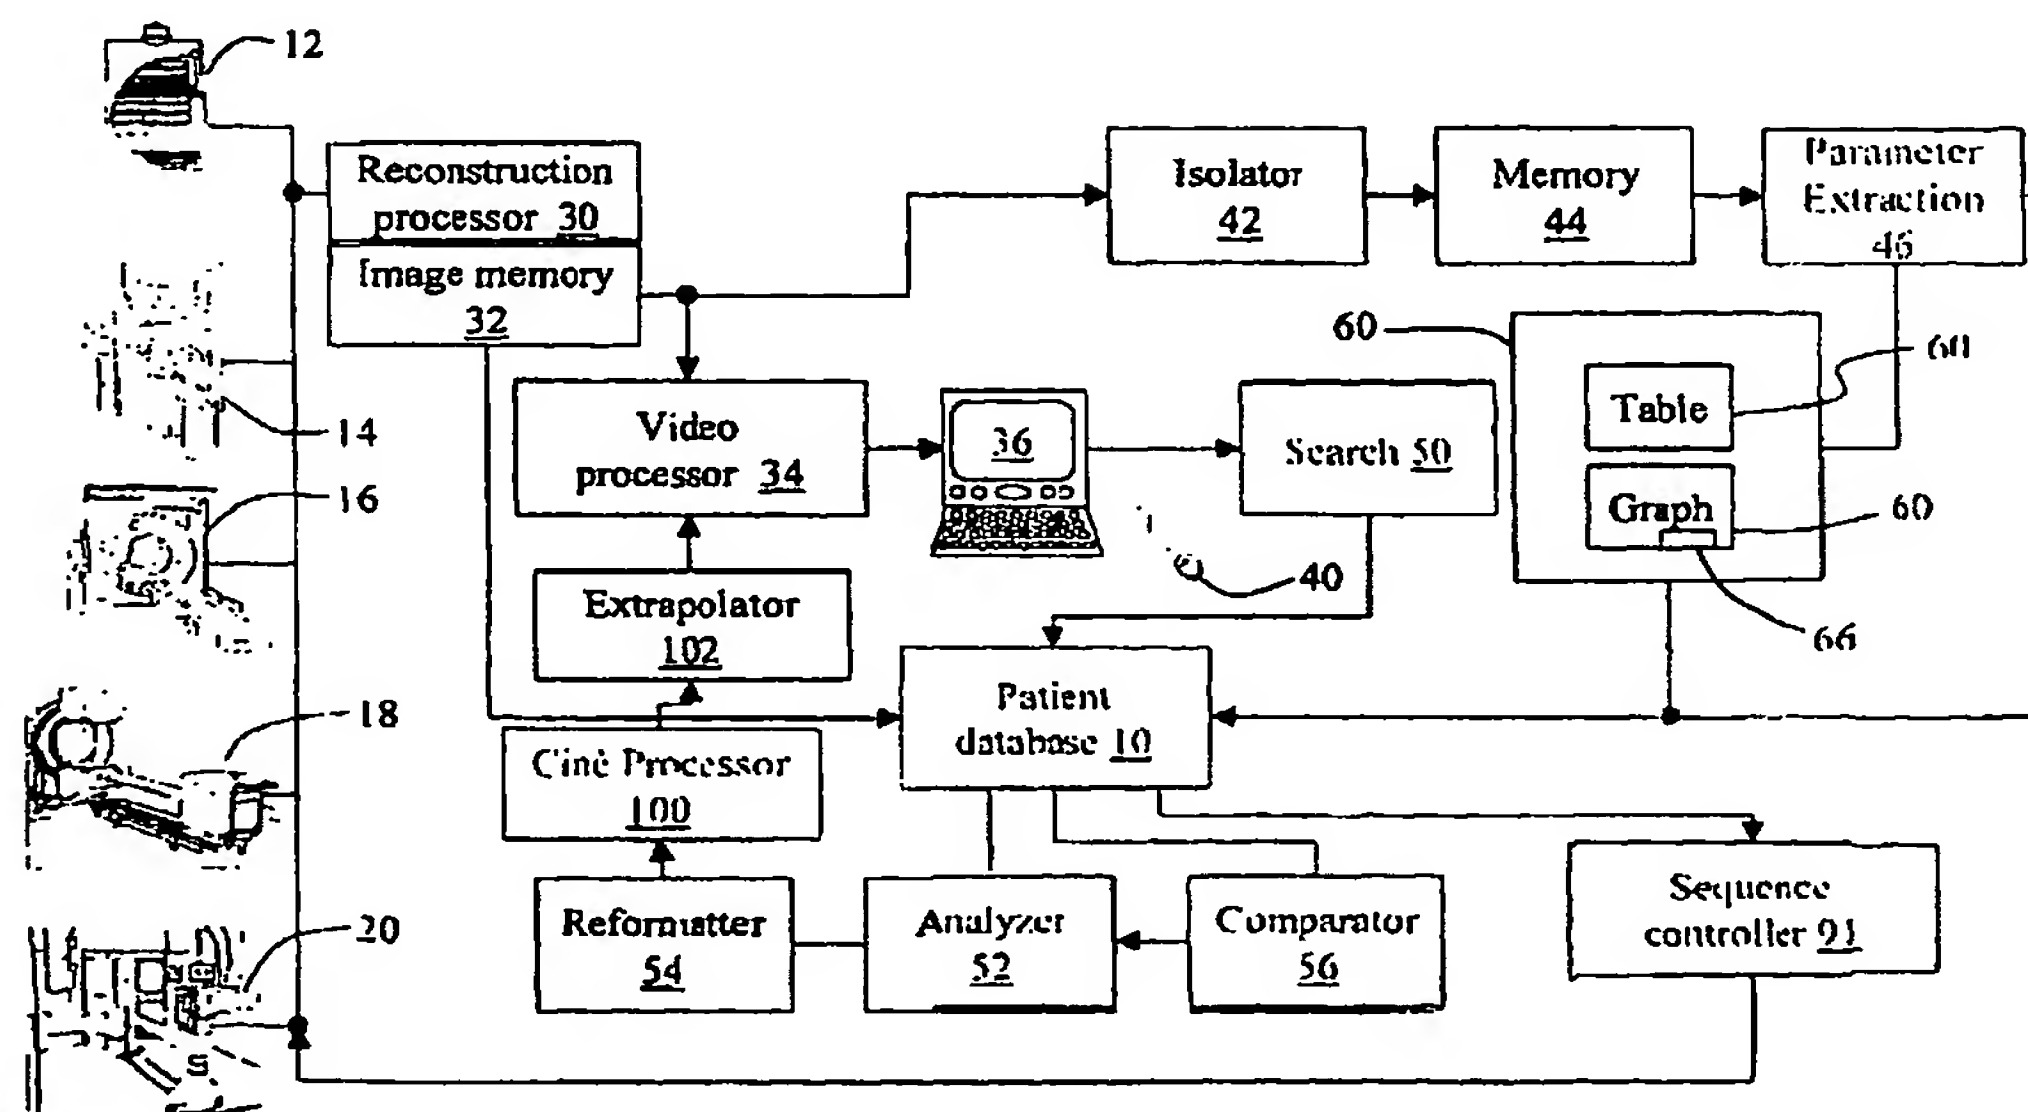 12
Reconstruction
processor 30
Image memory
32
Isolator
42
Memory
44
Parameter
Extraction
46
14
16
18
20
Video
processor 34
36
Search 50
40
60
Table
60
Graph
60
66
Extrapolator
102
Ciné Processor
100
Patient
database 10
Reformatter
54
Analyzer
52
Comparator
56
Sequence
controller 91